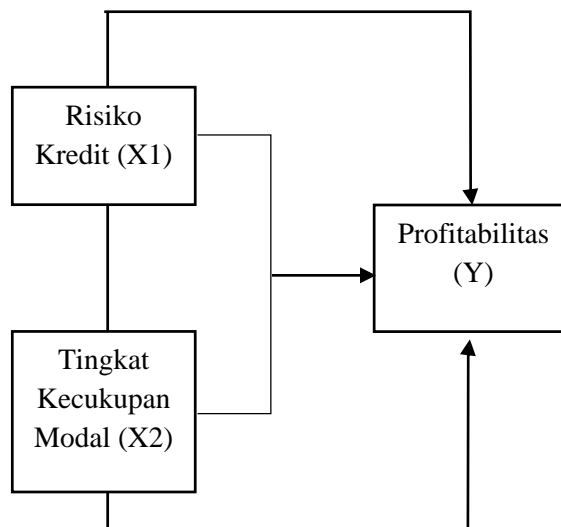 Risiko
Kredit (X1)
Profitabilitas
(Y)
Tingkat
Kecukupan
Modal (X2)